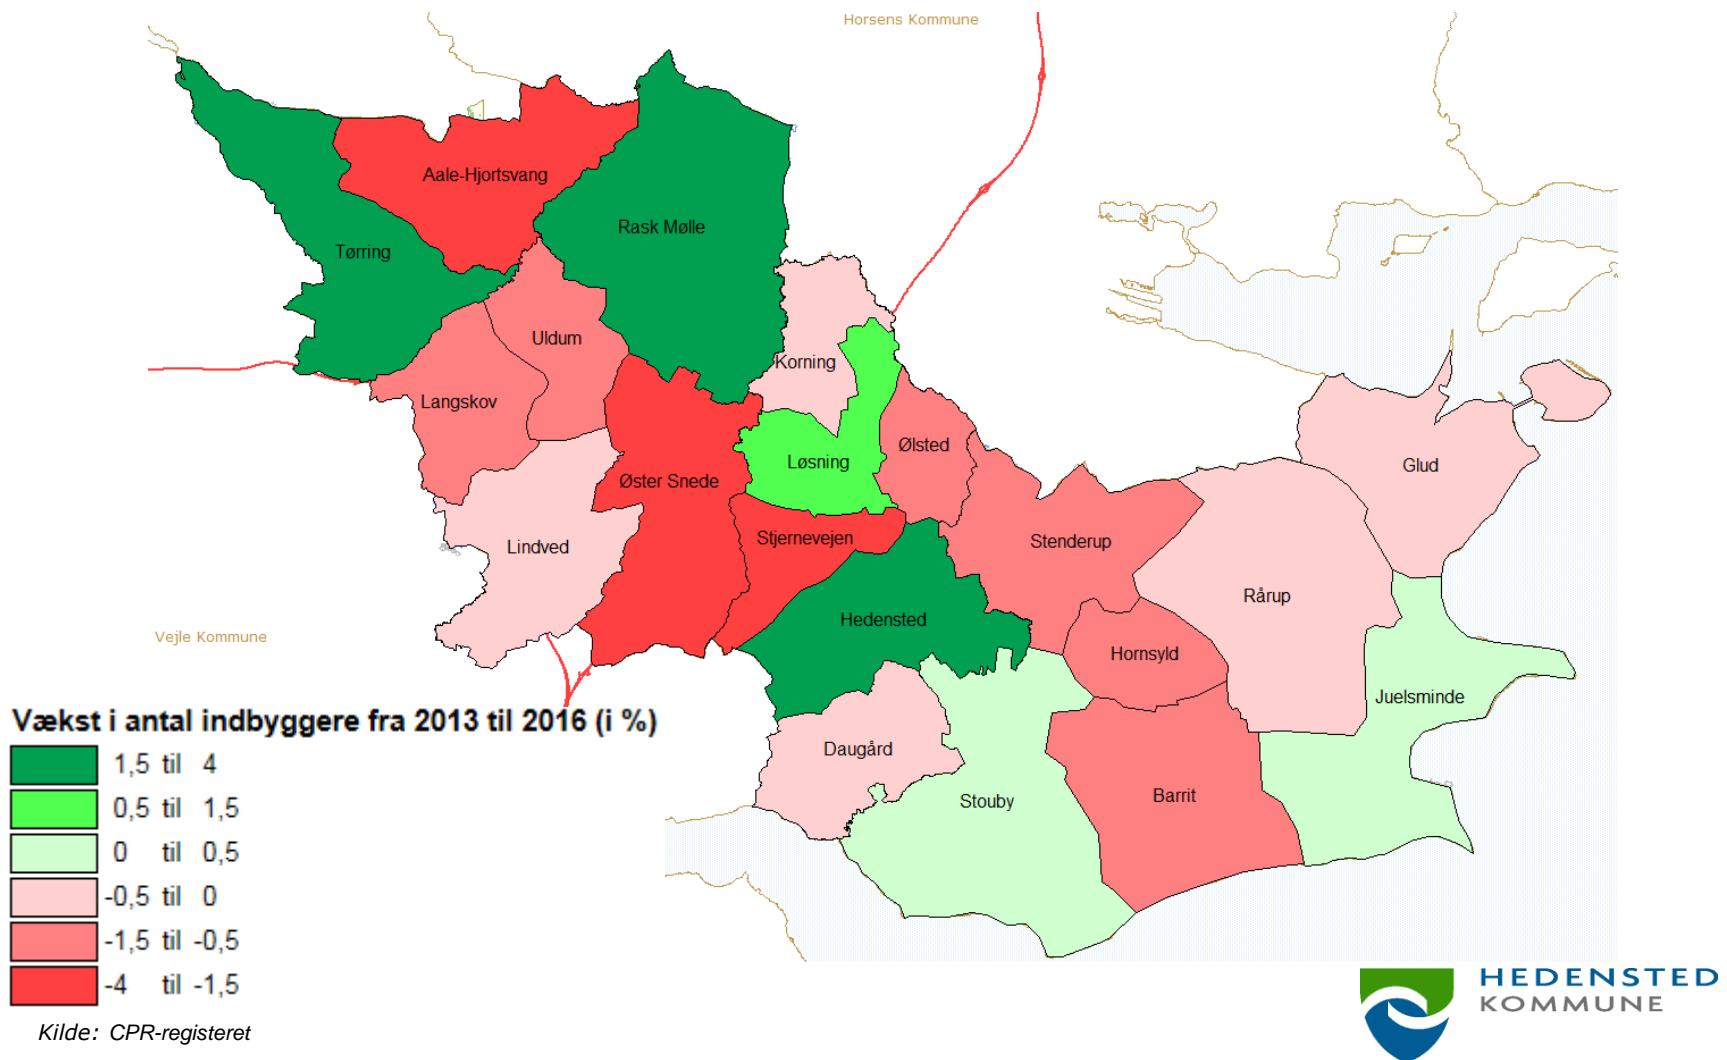 Horsens Kommune
Aale-Hjortsvang
Rask Mølle
Tørring
Uldum
Korning
Langskov
Ølsted
Løsning
Glud
Øster Snede
Stjernevejen
Stenderup
Lindved
Rårup
Hedensted
Vejle Kommune
Hornsyld
Juelsminde
Daugård
Stouby
Barrit
Vækst i antal indbyggere fra 2013 til 2016 (i %)
1,5 til 4
0,5 til 1,5
0 til 0,5
-0,5 til 0
-1,5 til -0,5
-4 til -1,5
Kilde: CPR-registeret
HEDENSTED
KOMMUNE